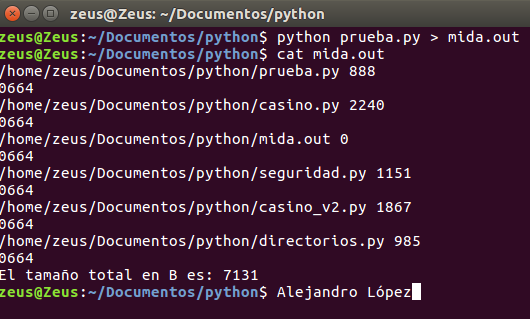 zeus@Zeus: ~/Documentos/python
zeus@Zeus:~/Documentos/python$ python prueba.py > mida.out
zeus@Zeus:~/Documentos/python$ cat mida.out
/home/zeus/Documentos/python/prueba.py 888
0664
/home/zeus/Documentos/python/casino.py 2240
0664
/home/zeus/Documentos/python/mida.out 0
0664
/home/zeus/Documentos/python/seguridad.py 1151
0664
/home/zeus/Documentos/python/casino_v2.py 1867
0664
/home/zeus/Documentos/python/directorios.py 985
0664
El tamaño total en B es: 7131
zeus@Zeus:~/Documentos/python$ Alejandro López